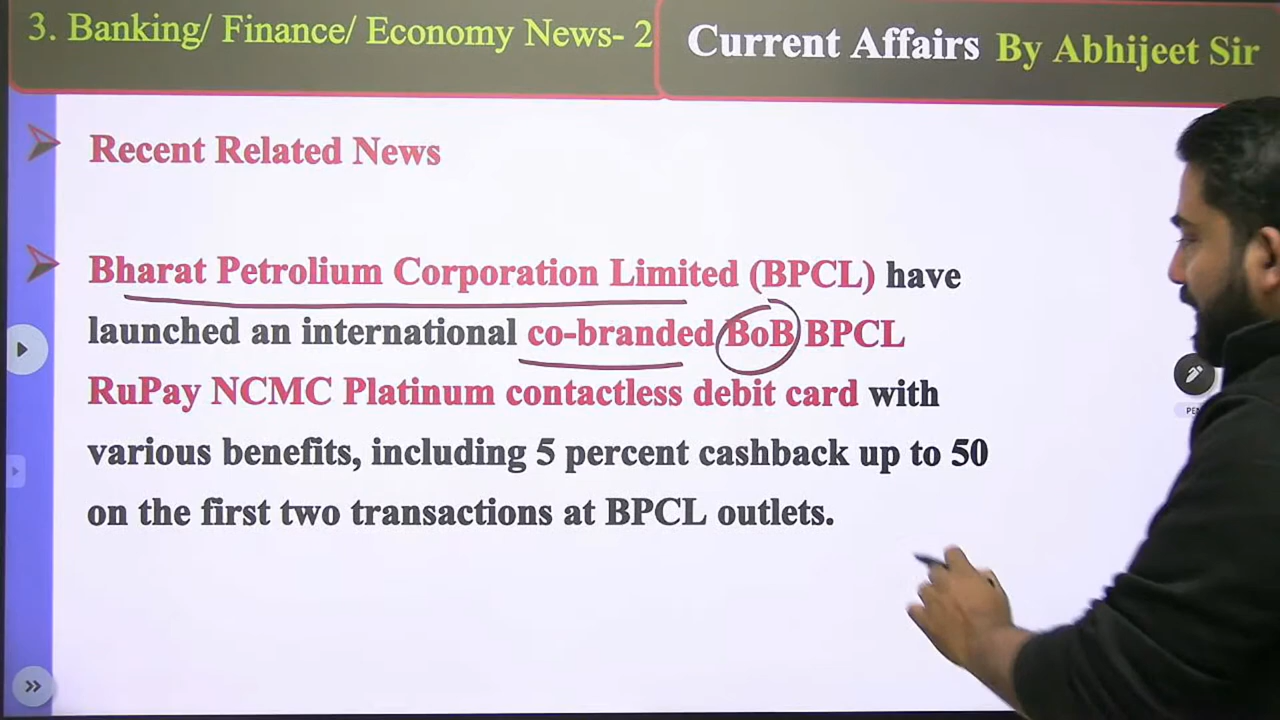 3. Banking/ Finance/ Economy News- 2
Current Affairs By Abhijeet Sir
Recent Related News
Bharat Petrolium Corporation Limited (BPCL) have
launched an international co-branded BoB BPCL
RuPay NCMC Platinum contactless debit card with
various benefits, including 5 percent cashback up to 50
on the first two transactions at BPCL outlets.